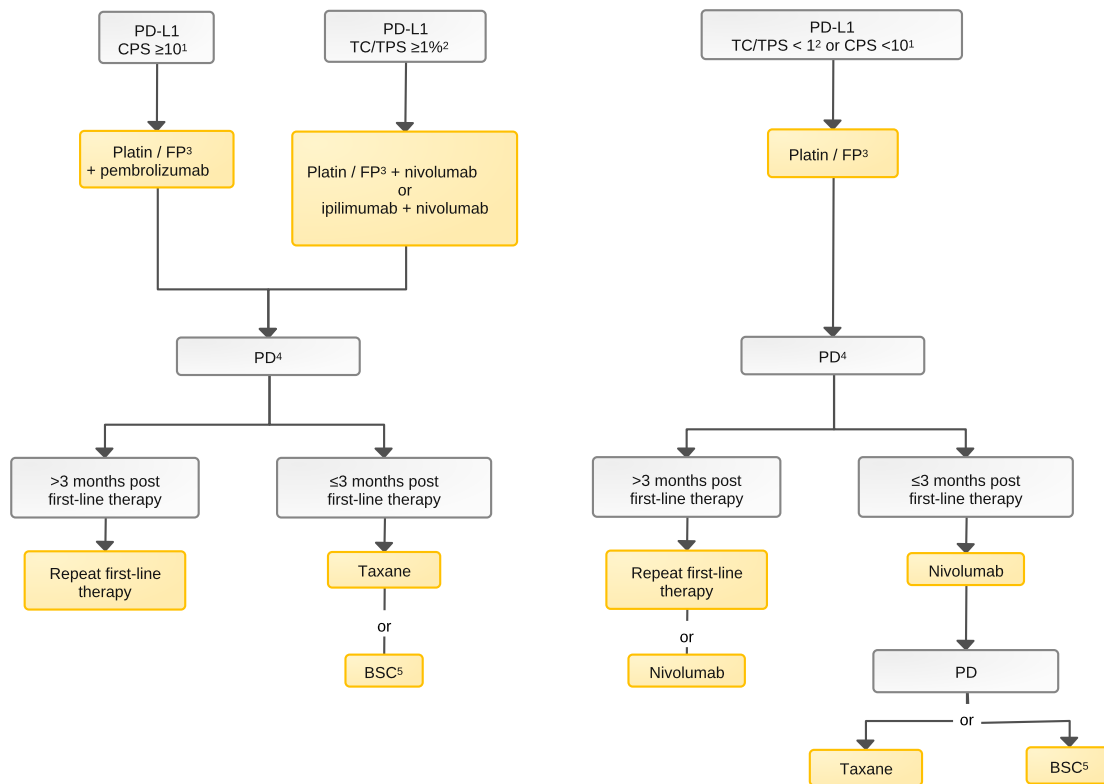 PD-L1
CPS ≥10¹
PD-L1
TC/TPS ≥1%²
PD-L1
TC/TPS < 1² or CPS <10¹
Platin / FP³
+ pembrolizumab
Platin / FP³ + nivolumab
or
ipilimumab + nivolumab
Platin / FP³
PD⁴
PD⁴
>3 months post
first-line therapy
≤3 months post
first-line therapy
>3 months post
first-line therapy
≤3 months post
first-line therapy
Repeat first-line
therapy
Taxane
or
BSC⁵
Repeat first-line
therapy
or
Nivolumab
Nivolumab
PD
or
Taxane
BSC⁵